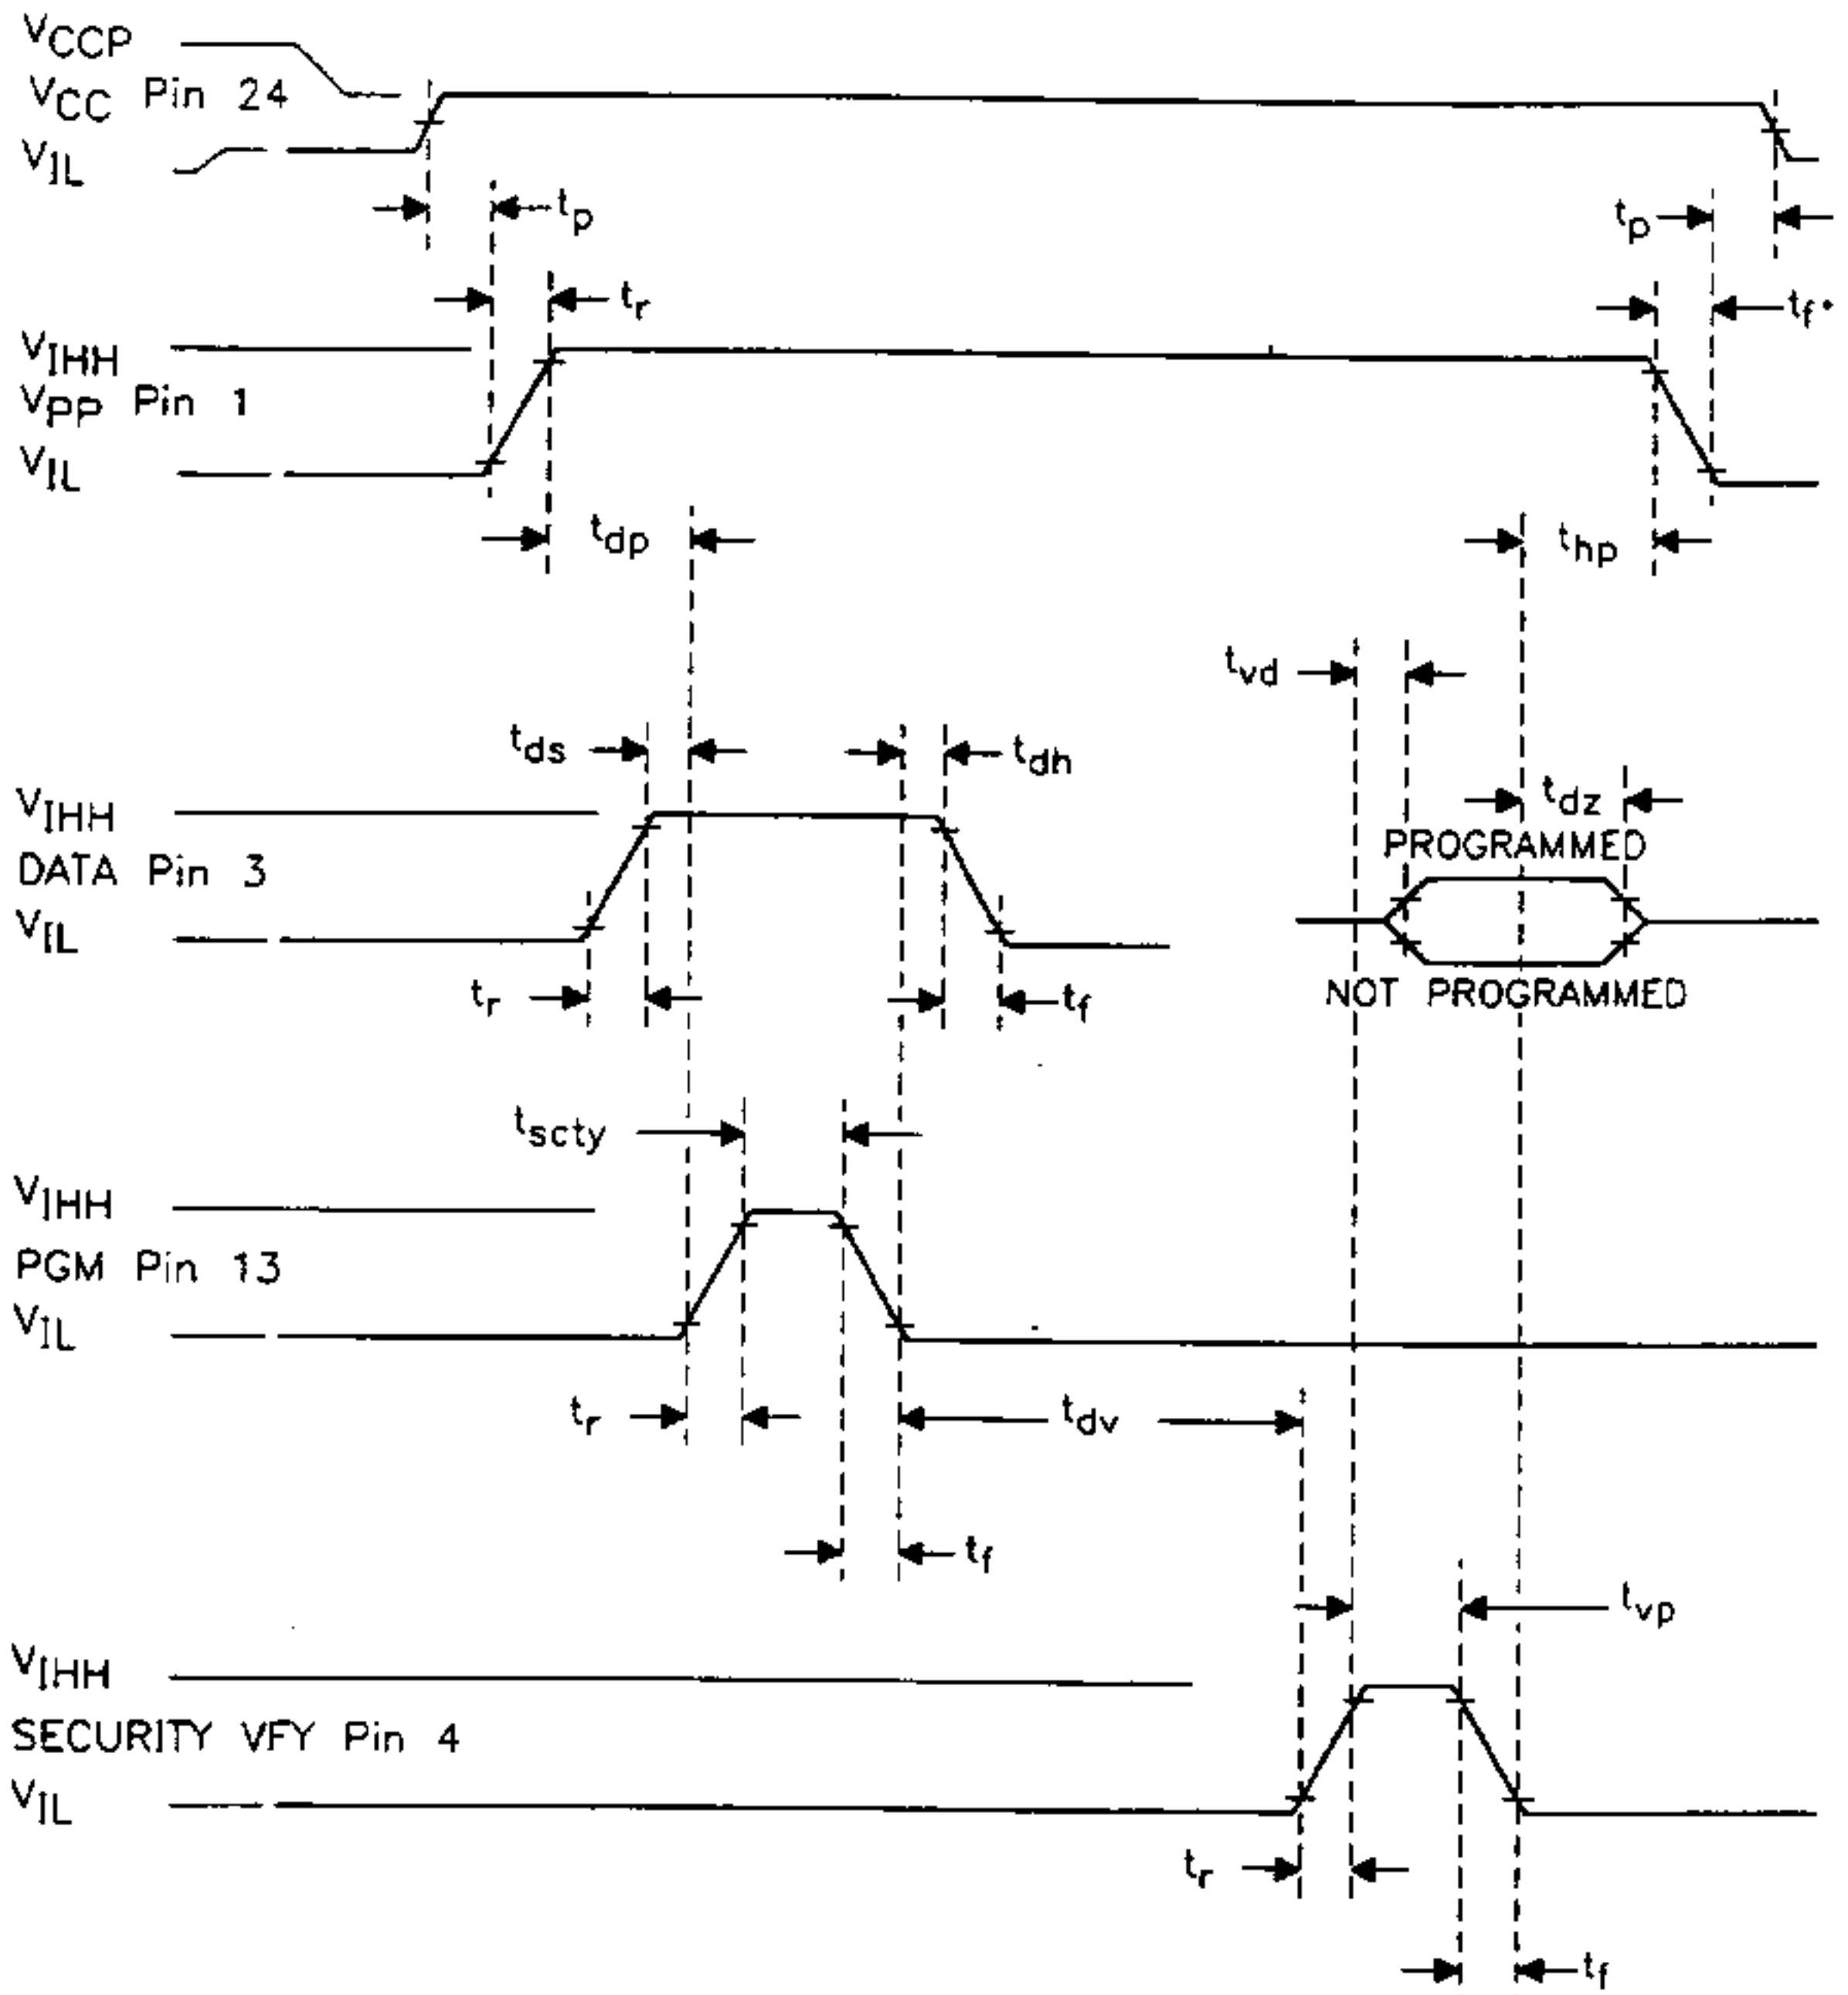 VCCP
VCC Pin 24
VIL
tp
tp
tr
tf
VIHH
VPP Pin 1
VIL
tdp
thp
tvd
tds
tdh
tdz
VIHH
PROGRAMMED
DATA Pin 3
VIL
NOT PROGRAMMED
tr
tf
tscty
VIHH
PGM Pin 13
VIL
tr
tdv
tf
tvp
VIHH
SECURITY VFY Pin 4
VIL
tr
tf